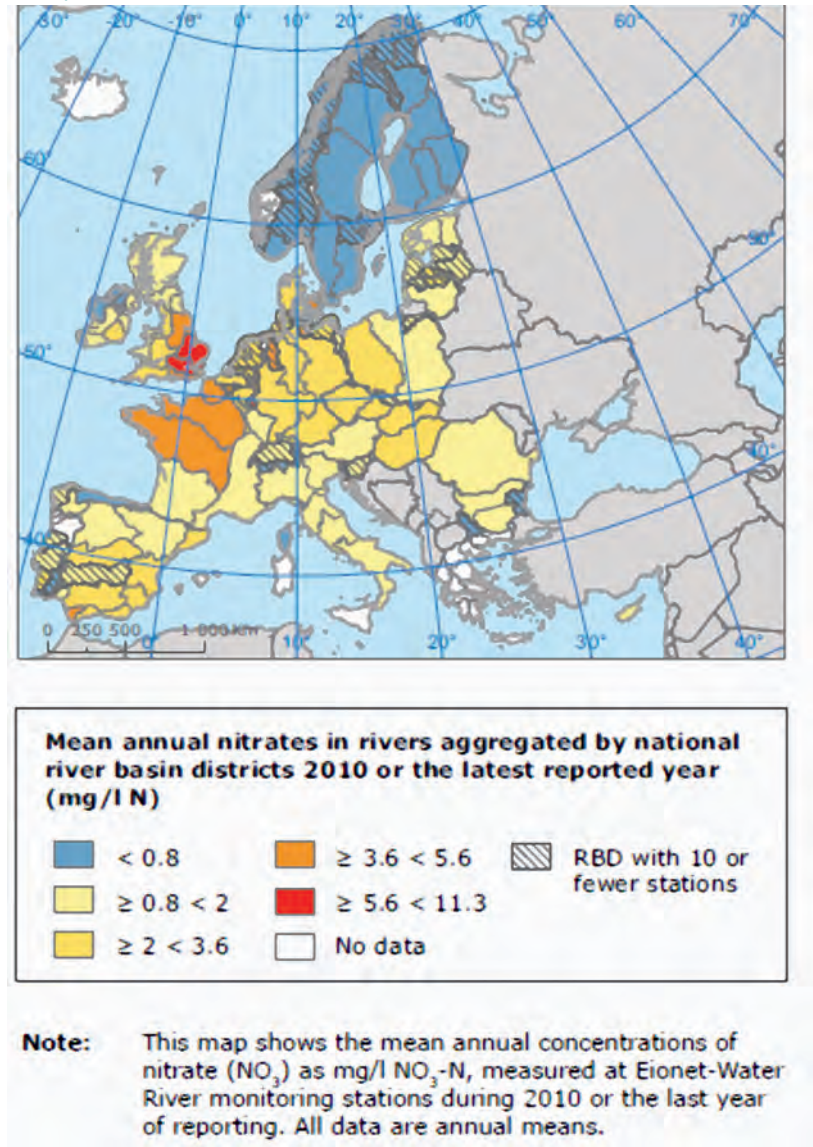 -30° -20° -10° 0° 10° 20° 30° 40° 50° 60° 70°
60°
50°
50°
40°
40°
0 250 500 1 000 Km
0° 10° 20° 30° 40°
Mean annual nitrates in rivers aggregated by national
river basin districts 2010 or the latest reported year
(mg/l N)
< 0.8
≥ 0.8 < 2
≥ 2 < 3.6
≥ 3.6 < 5.6
≥ 5.6 < 11.3
No data
RBD with 10 or
fewer stations
Note: This map shows the mean annual concentrations of
nitrate (NO₃) as mg/l NO₃-N, measured at Eionet-Water
River monitoring stations during 2010 or the last year
of reporting. All data are annual means.